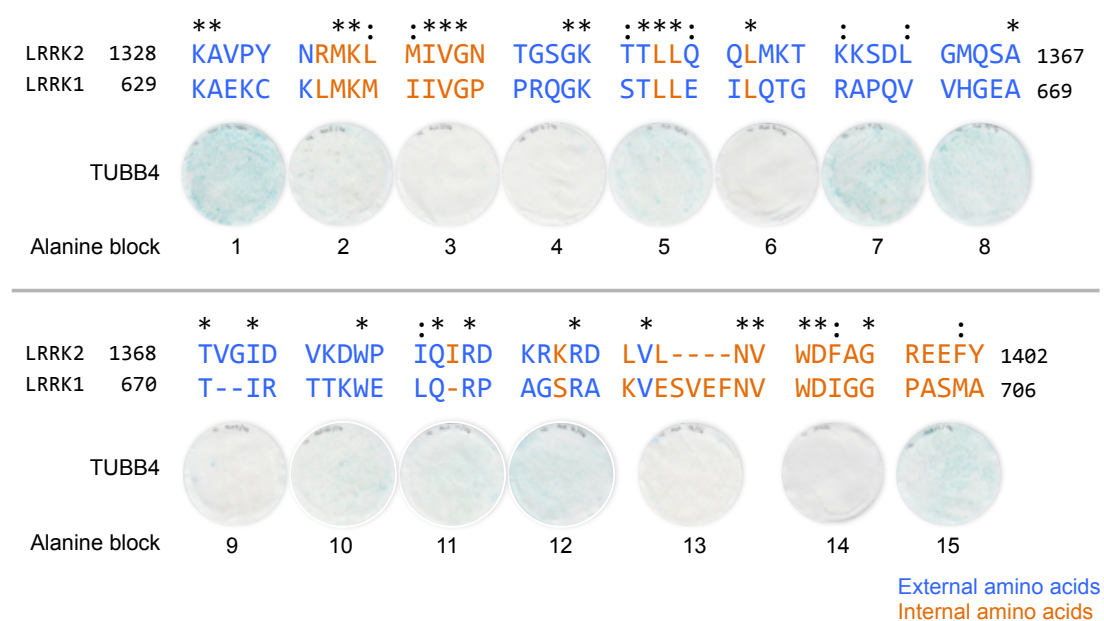 ** **: :*** ** :***: * : : *
LRRK2 1328 KAVPY NRMKL MIVGN TGSGK TTLLQ QLMKT KKSDL GMQSA 1367
LRRK1 629 KAEKC KLMKM IIVGP PRQGK STLLE ILQTG RAPQV VHGEA 669
TUBB4
Alanine block 1 2 3 4 5 6 7 8
* * * :* * * * ** **: * :
LRRK2 1368 TVGID VKDWP IQIRD KRKRD LVL----NV WDFAG REEFY 1402
LRRK1 670 T--IR TTKWE LQ-RP AGSRA KVESVEFNV WDIGG PASMA 706
TUBB4
Alanine block 9 10 11 12 13 14 15
External amino acids
Internal amino acids